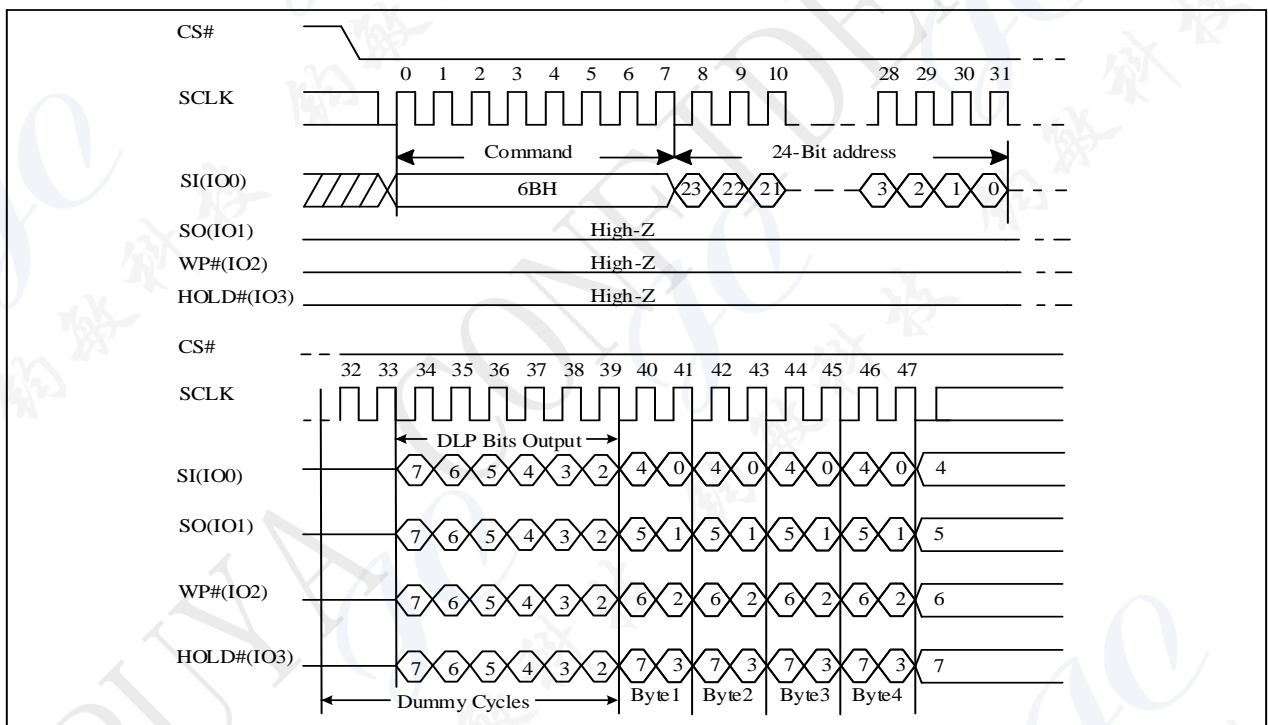 CS#
0 1 2 3 4 5 6 7 8 9 10 28 29 30 31
SCLK
Command 24-Bit address
SI(IO0) 6BH 23 22 21 3 2 1 0
SO(IO1) High-Z
WP#(IO2) High-Z
HOLD#(IO3) High-Z
CS#
32 33 34 35 36 37 38 39 40 41 42 43 44 45 46 47
SCLK
DLP Bits Output
SI(IO0) 7 6 5 4 3 2 4 0 4 0 4 0 4 0 4
SO(IO1) 7 6 5 4 3 2 5 1 5 1 5 1 5 1 5
WP#(IO2) 7 6 5 4 3 2 6 2 6 2 6 2 6 2 6
HOLD#(IO3) 7 6 5 4 3 2 7 3 7 3 7 3 7 3 7
Dummy Cycles Byte1 Byte2 Byte3 Byte4